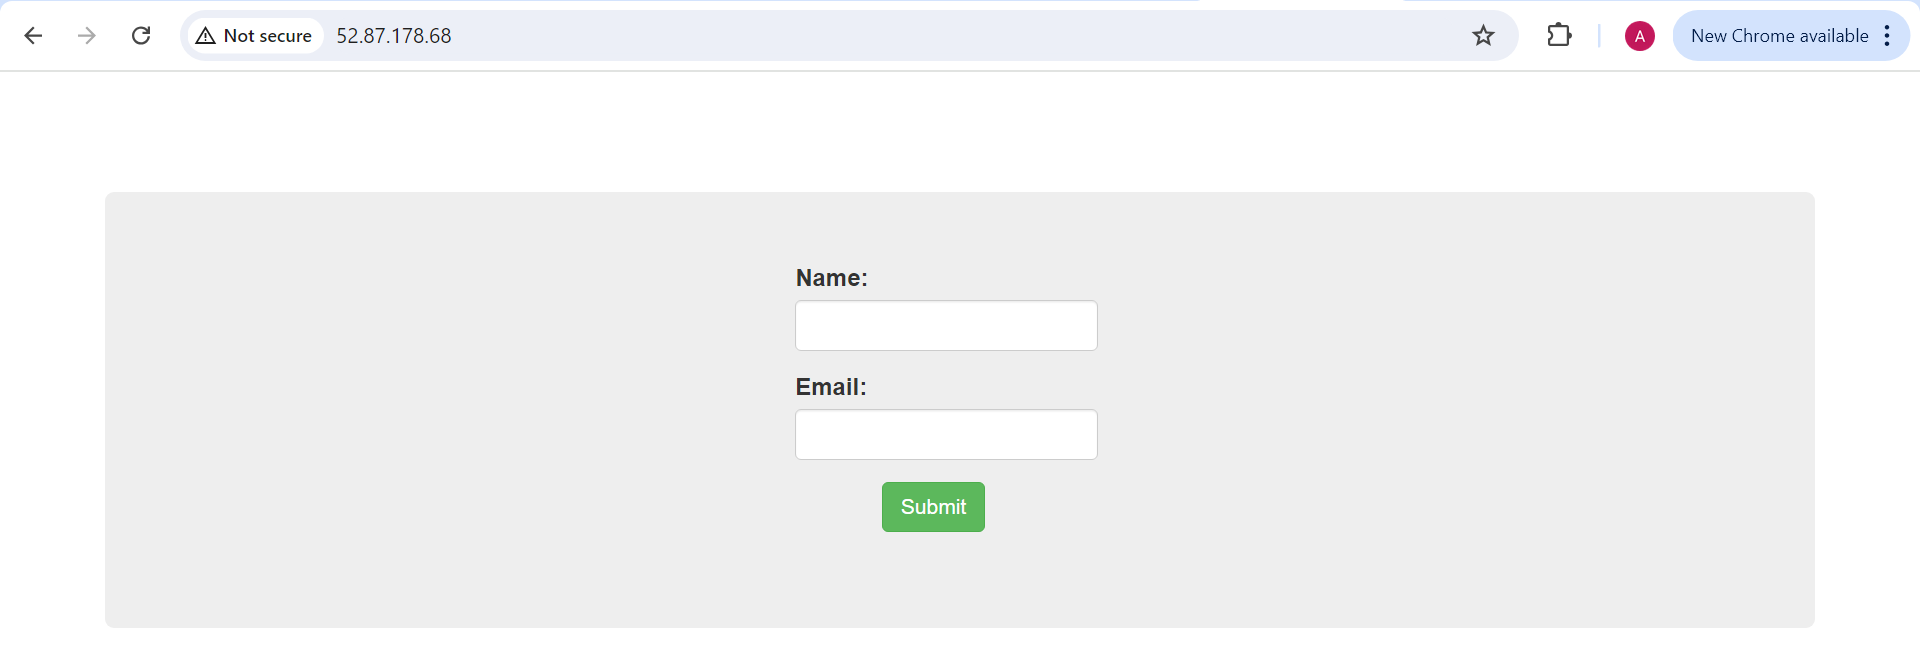 Not secure 52.87.178.68 A New Chrome available
Name:
Email:
Submit